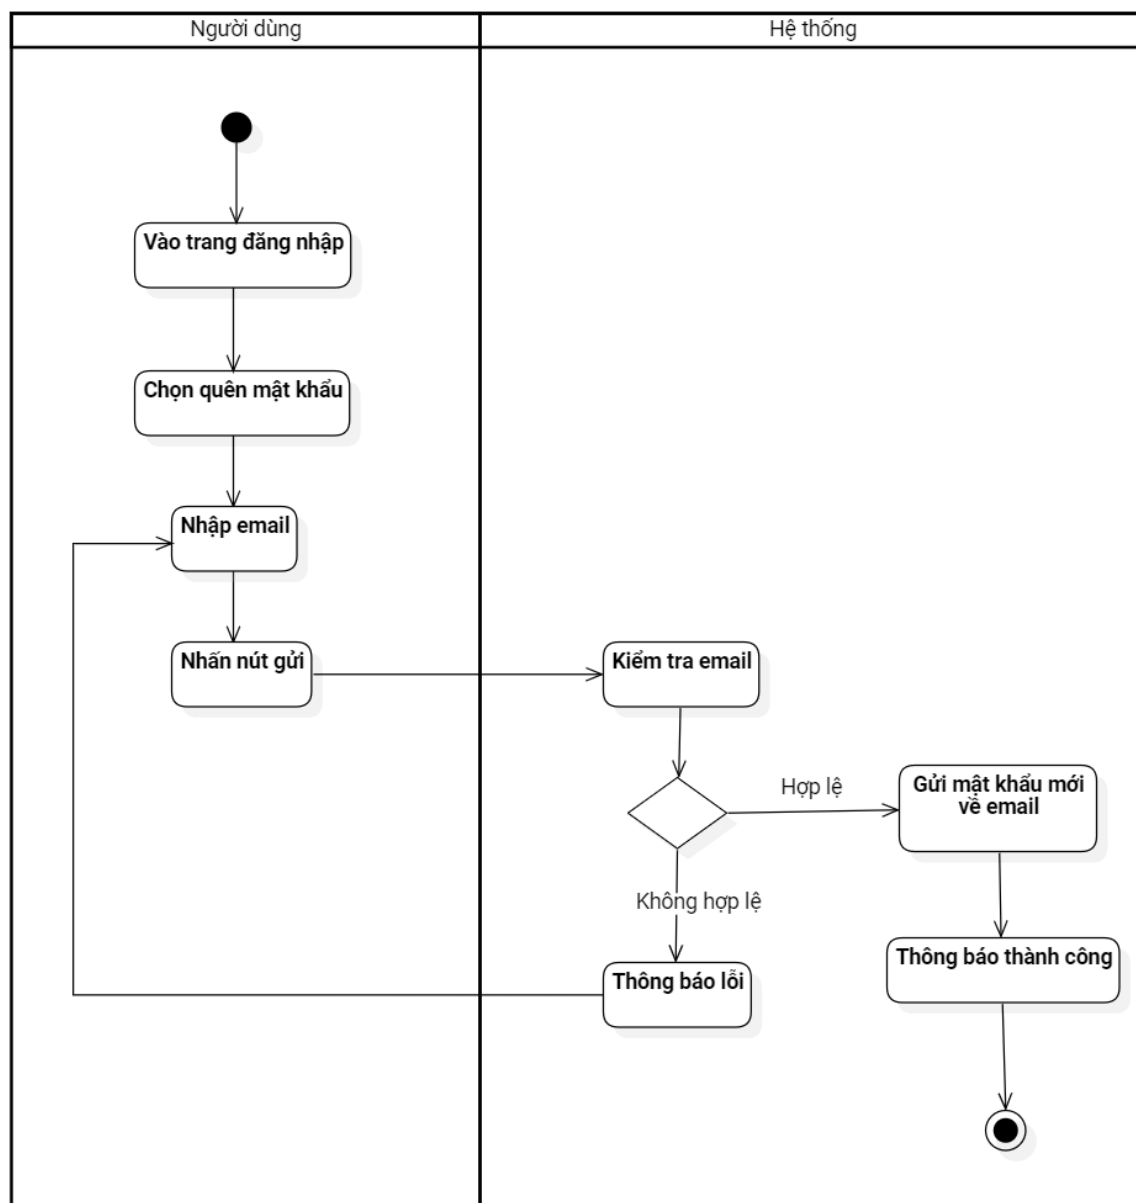 Người dùng
Hệ thống
Vào trang đăng nhập
Chọn quên mật khẩu
Nhập email
Nhấn nút gửi
Kiểm tra email
Hợp lệ
Gửi mật khẩu mới
về email
Không hợp lệ
Thông báo thành công
Thông báo lỗi